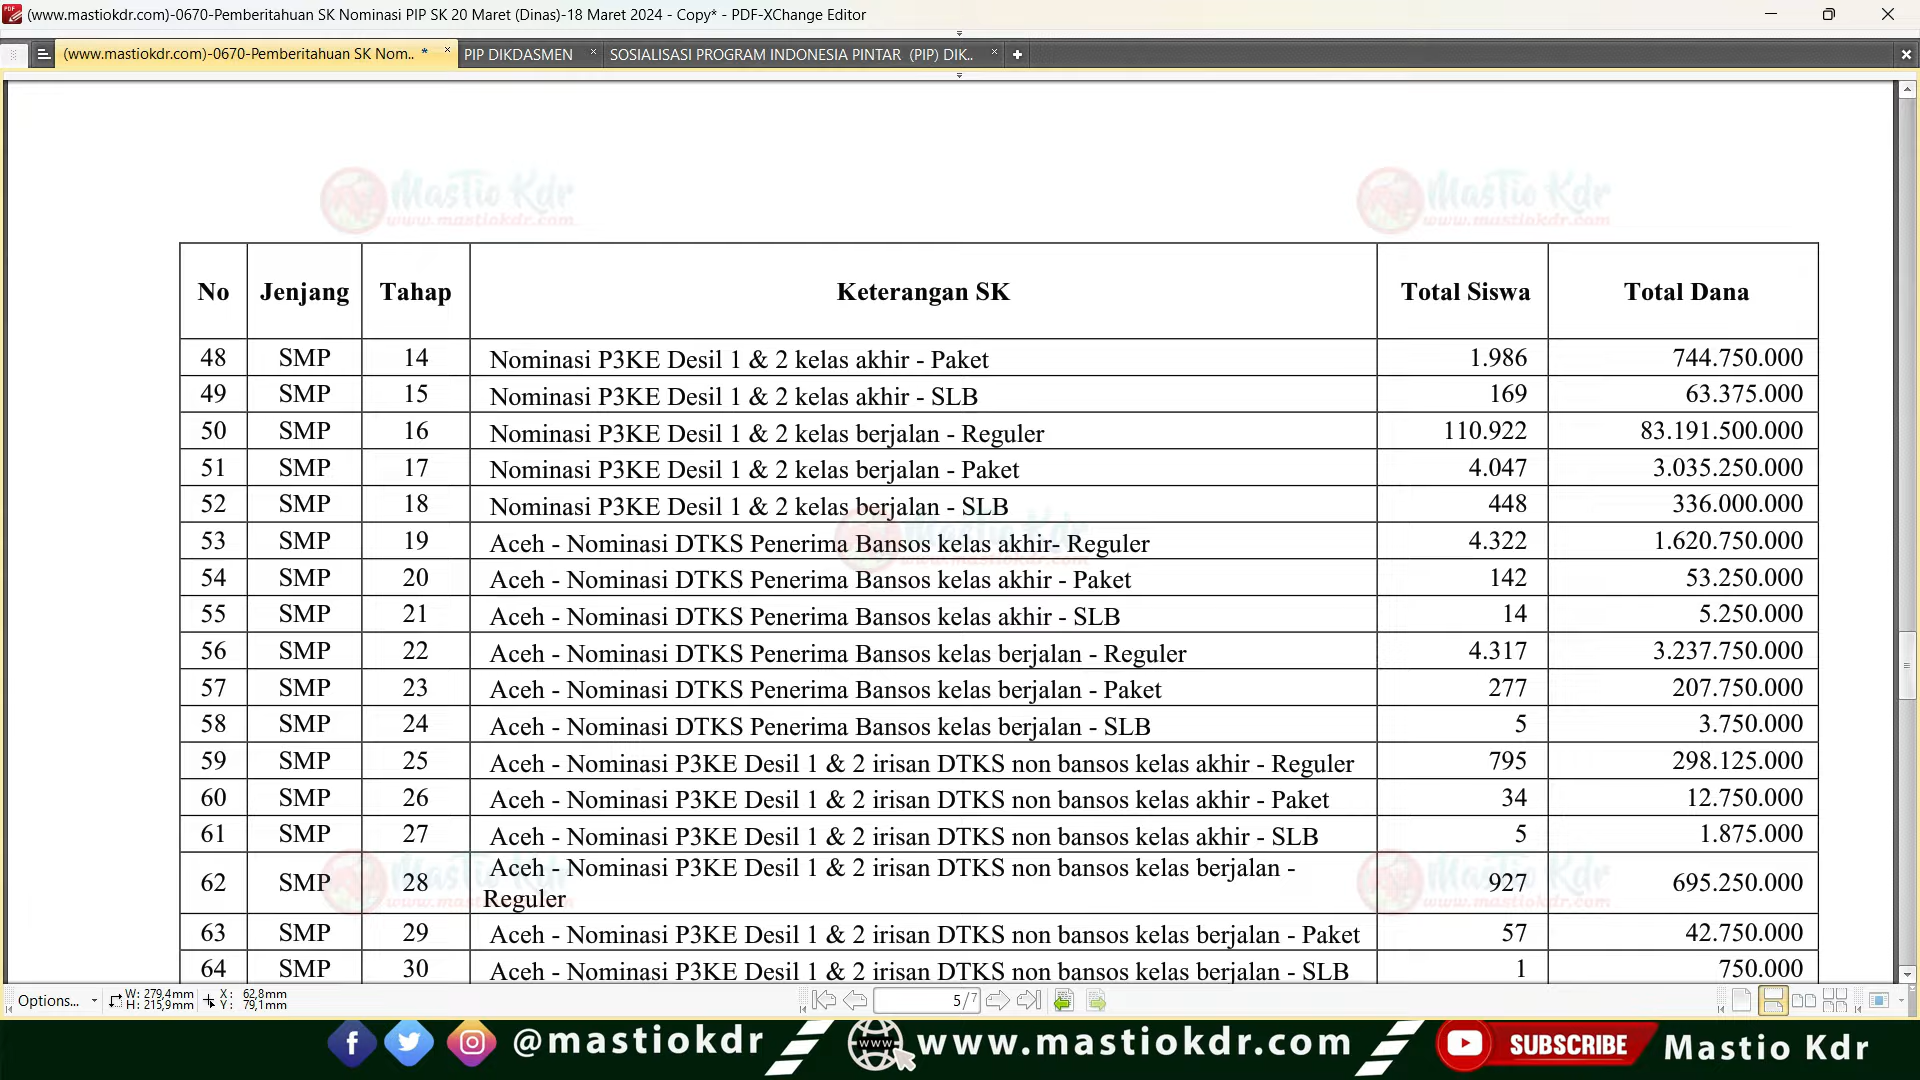 (www.mastiokdr.com)-0670-Pemberitahuan SK Nominasi PIP SK 20 Maret (Dinas)-18 Maret 2024 - Copy* - PDF-XChange Editor
(www.mastiokdr.com)-0670-Pemberitahuan SK Nom.. * PIP DIKDASMEN SOSIALISASI PROGRAM INDONESIA PINTAR (PIP) DIK..
Mastio Kdr Mastio Kdr
www.mastiokdr.com www.mastiokdr.com
No Jenjang Tahap Keterangan SK Total Siswa Total Dana
48 SMP 14 Nominasi P3KE Desil 1 & 2 kelas akhir - Paket 1.986 744.750.000
49 SMP 15 Nominasi P3KE Desil 1 & 2 kelas akhir - SLB 169 63.375.000
50 SMP 16 Nominasi P3KE Desil 1 & 2 kelas berjalan - Reguler 110.922 83.191.500.000
51 SMP 17 Nominasi P3KE Desil 1 & 2 kelas berjalan - Paket 4.047 3.035.250.000
52 SMP 18 Nominasi P3KE Desil 1 & 2 kelas berjalan - SLB 448 336.000.000
Mastio Kdr
53 SMP 19 Aceh - Nominasi DTKS Penerima Bansos kelas akhir- Reguler 4.322 1.620.750.000
www.mastiokdr.com
54 SMP 20 Aceh - Nominasi DTKS Penerima Bansos kelas akhir - Paket 142 53.250.000
55 SMP 21 Aceh - Nominasi DTKS Penerima Bansos kelas akhir - SLB 14 5.250.000
56 SMP 22 Aceh - Nominasi DTKS Penerima Bansos kelas berjalan - Reguler 4.317 3.237.750.000
57 SMP 23 Aceh - Nominasi DTKS Penerima Bansos kelas berjalan - Paket 277 207.750.000
58 SMP 24 Aceh - Nominasi DTKS Penerima Bansos kelas berjalan - SLB 5 3.750.000
59 SMP 25 Aceh - Nominasi P3KE Desil 1 & 2 irisan DTKS non bansos kelas akhir - Reguler 795 298.125.000
60 SMP 26 Aceh - Nominasi P3KE Desil 1 & 2 irisan DTKS non bansos kelas akhir - Paket 34 12.750.000
61 SMP 27 Aceh - Nominasi P3KE Desil 1 & 2 irisan DTKS non bansos kelas akhir - SLB 5 1.875.000
Mastio Kdr Mastio Kdr
62 SMP 28 Aceh - Nominasi P3KE Desil 1 & 2 irisan DTKS non bansos kelas berjalan - 927 695.250.000
Reguler
www.mastiokdr.com www.mastiokdr.com
63 SMP 29 Aceh - Nominasi P3KE Desil 1 & 2 irisan DTKS non bansos kelas berjalan - Paket 57 42.750.000
64 SMP 30 Aceh - Nominasi P3KE Desil 1 & 2 irisan DTKS non bansos kelas berjalan - SLB 1 750.000
Options... W: 279,4mm X: 62,8mm 5/7
H: 215,9mm Y: 79,1mm
@mastiokdr WWW www.mastiokdr.com SUBSCRIBE Mastio Kdr